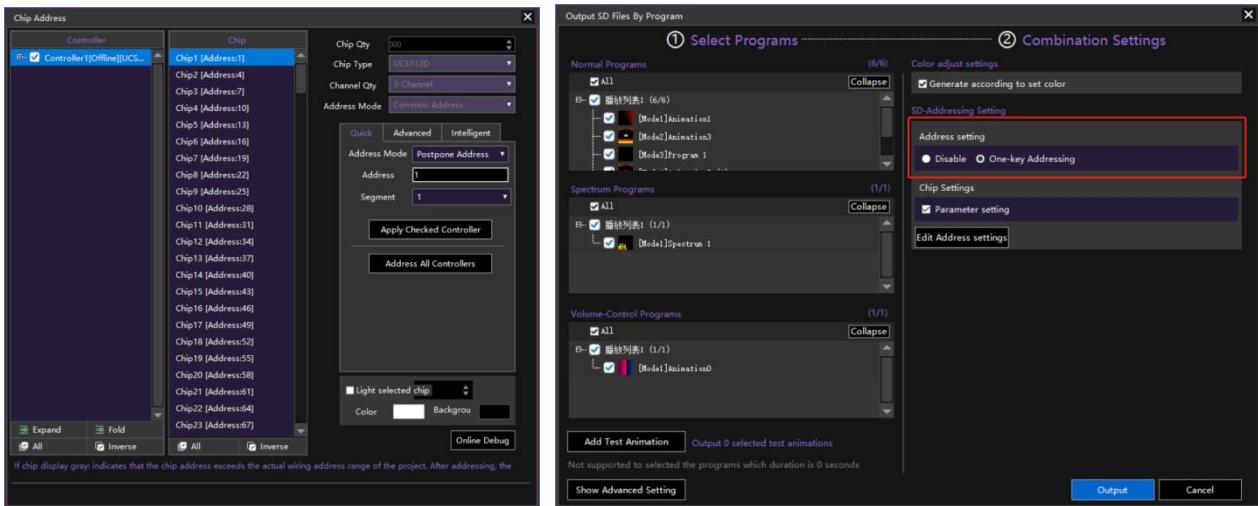 Chip Address
Controller
Controller1[Offline][UCS...
Expand
Fold
All
Inverse
Chip
Chip1 [Address:1]
Chip2 [Address:4]
Chip3 [Address:7]
Chip4 [Address:10]
Chip5 [Address:13]
Chip6 [Address:16]
Chip7 [Address:19]
Chip8 [Address:22]
Chip9 [Address:25]
Chip10 [Address:28]
Chip11 [Address:31]
Chip12 [Address:34]
Chip13 [Address:37]
Chip14 [Address:40]
Chip15 [Address:43]
Chip16 [Address:46]
Chip17 [Address:49]
Chip18 [Address:52]
Chip19 [Address:55]
Chip20 [Address:58]
Chip21 [Address:61]
Chip22 [Address:64]
Chip23 [Address:67]
All
Inverse
Chip Qty
Chip Type UCS512D
Channel Qty 3-Channel
Address Mode Common Address
Quick Advanced Intelligent
Address Mode Postpone Address
Address 1
Segment 1
Apply Checked Controller
Address All Controllers
Light selected chip
Color Backgrou
Online Debug
If chip display gray: indicates that the chip address exceeds the actual wiring address range of the project. After addressing, the
Output SD Files By Program
① Select Programs
② Combination Settings
Normal Programs (6/6)
All Collapse
播放列表1 (6/6)
[Mode1]Animation1
[Mode2]Animation3
[Mode3]Program 1
Spectrum Programs (1/1)
All Collapse
播放列表1 (1/1)
[Mode1]Spectrum 1
Volume-Control Programs (1/1)
All Collapse
播放列表1 (1/1)
[Mode1]Animation0
Add Test Animation Output 0 selected test animations
Not supported to selected the programs which duration is 0 seconds
Show Advanced Setting
Color adjust settings
Generate according to set color
SD-Addressing Setting
Address setting
Disable One-key Addressing
Chip Settings
Parameter setting
Edit Address settings
Output Cancel